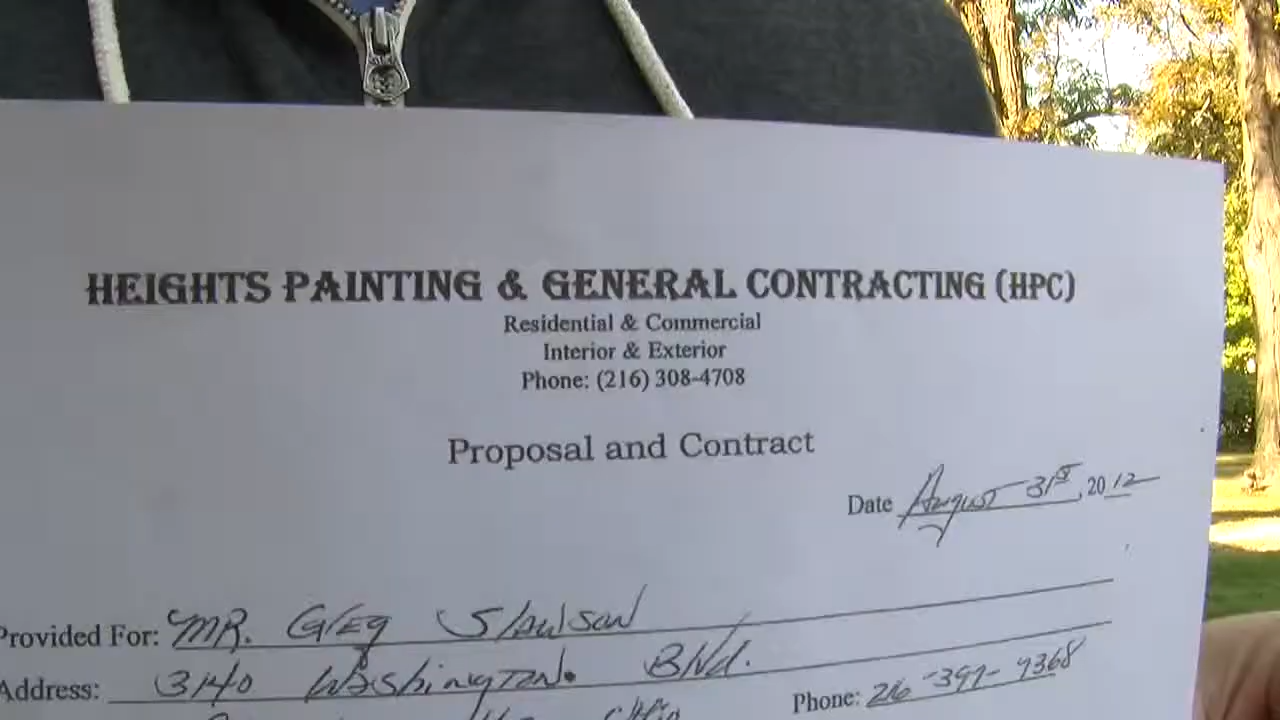 HEIGHTS PAINTING & GENERAL CONTRACTING (HPC)
Residential & Commercial
Interior & Exterior
Phone: (216) 308-4708
Proposal and Contract
Date August 31st, 2012
Provided For: MR. Greg Slawson
Address: 3140 Washington Blvd. Phone: 216-397-9368
Ohio